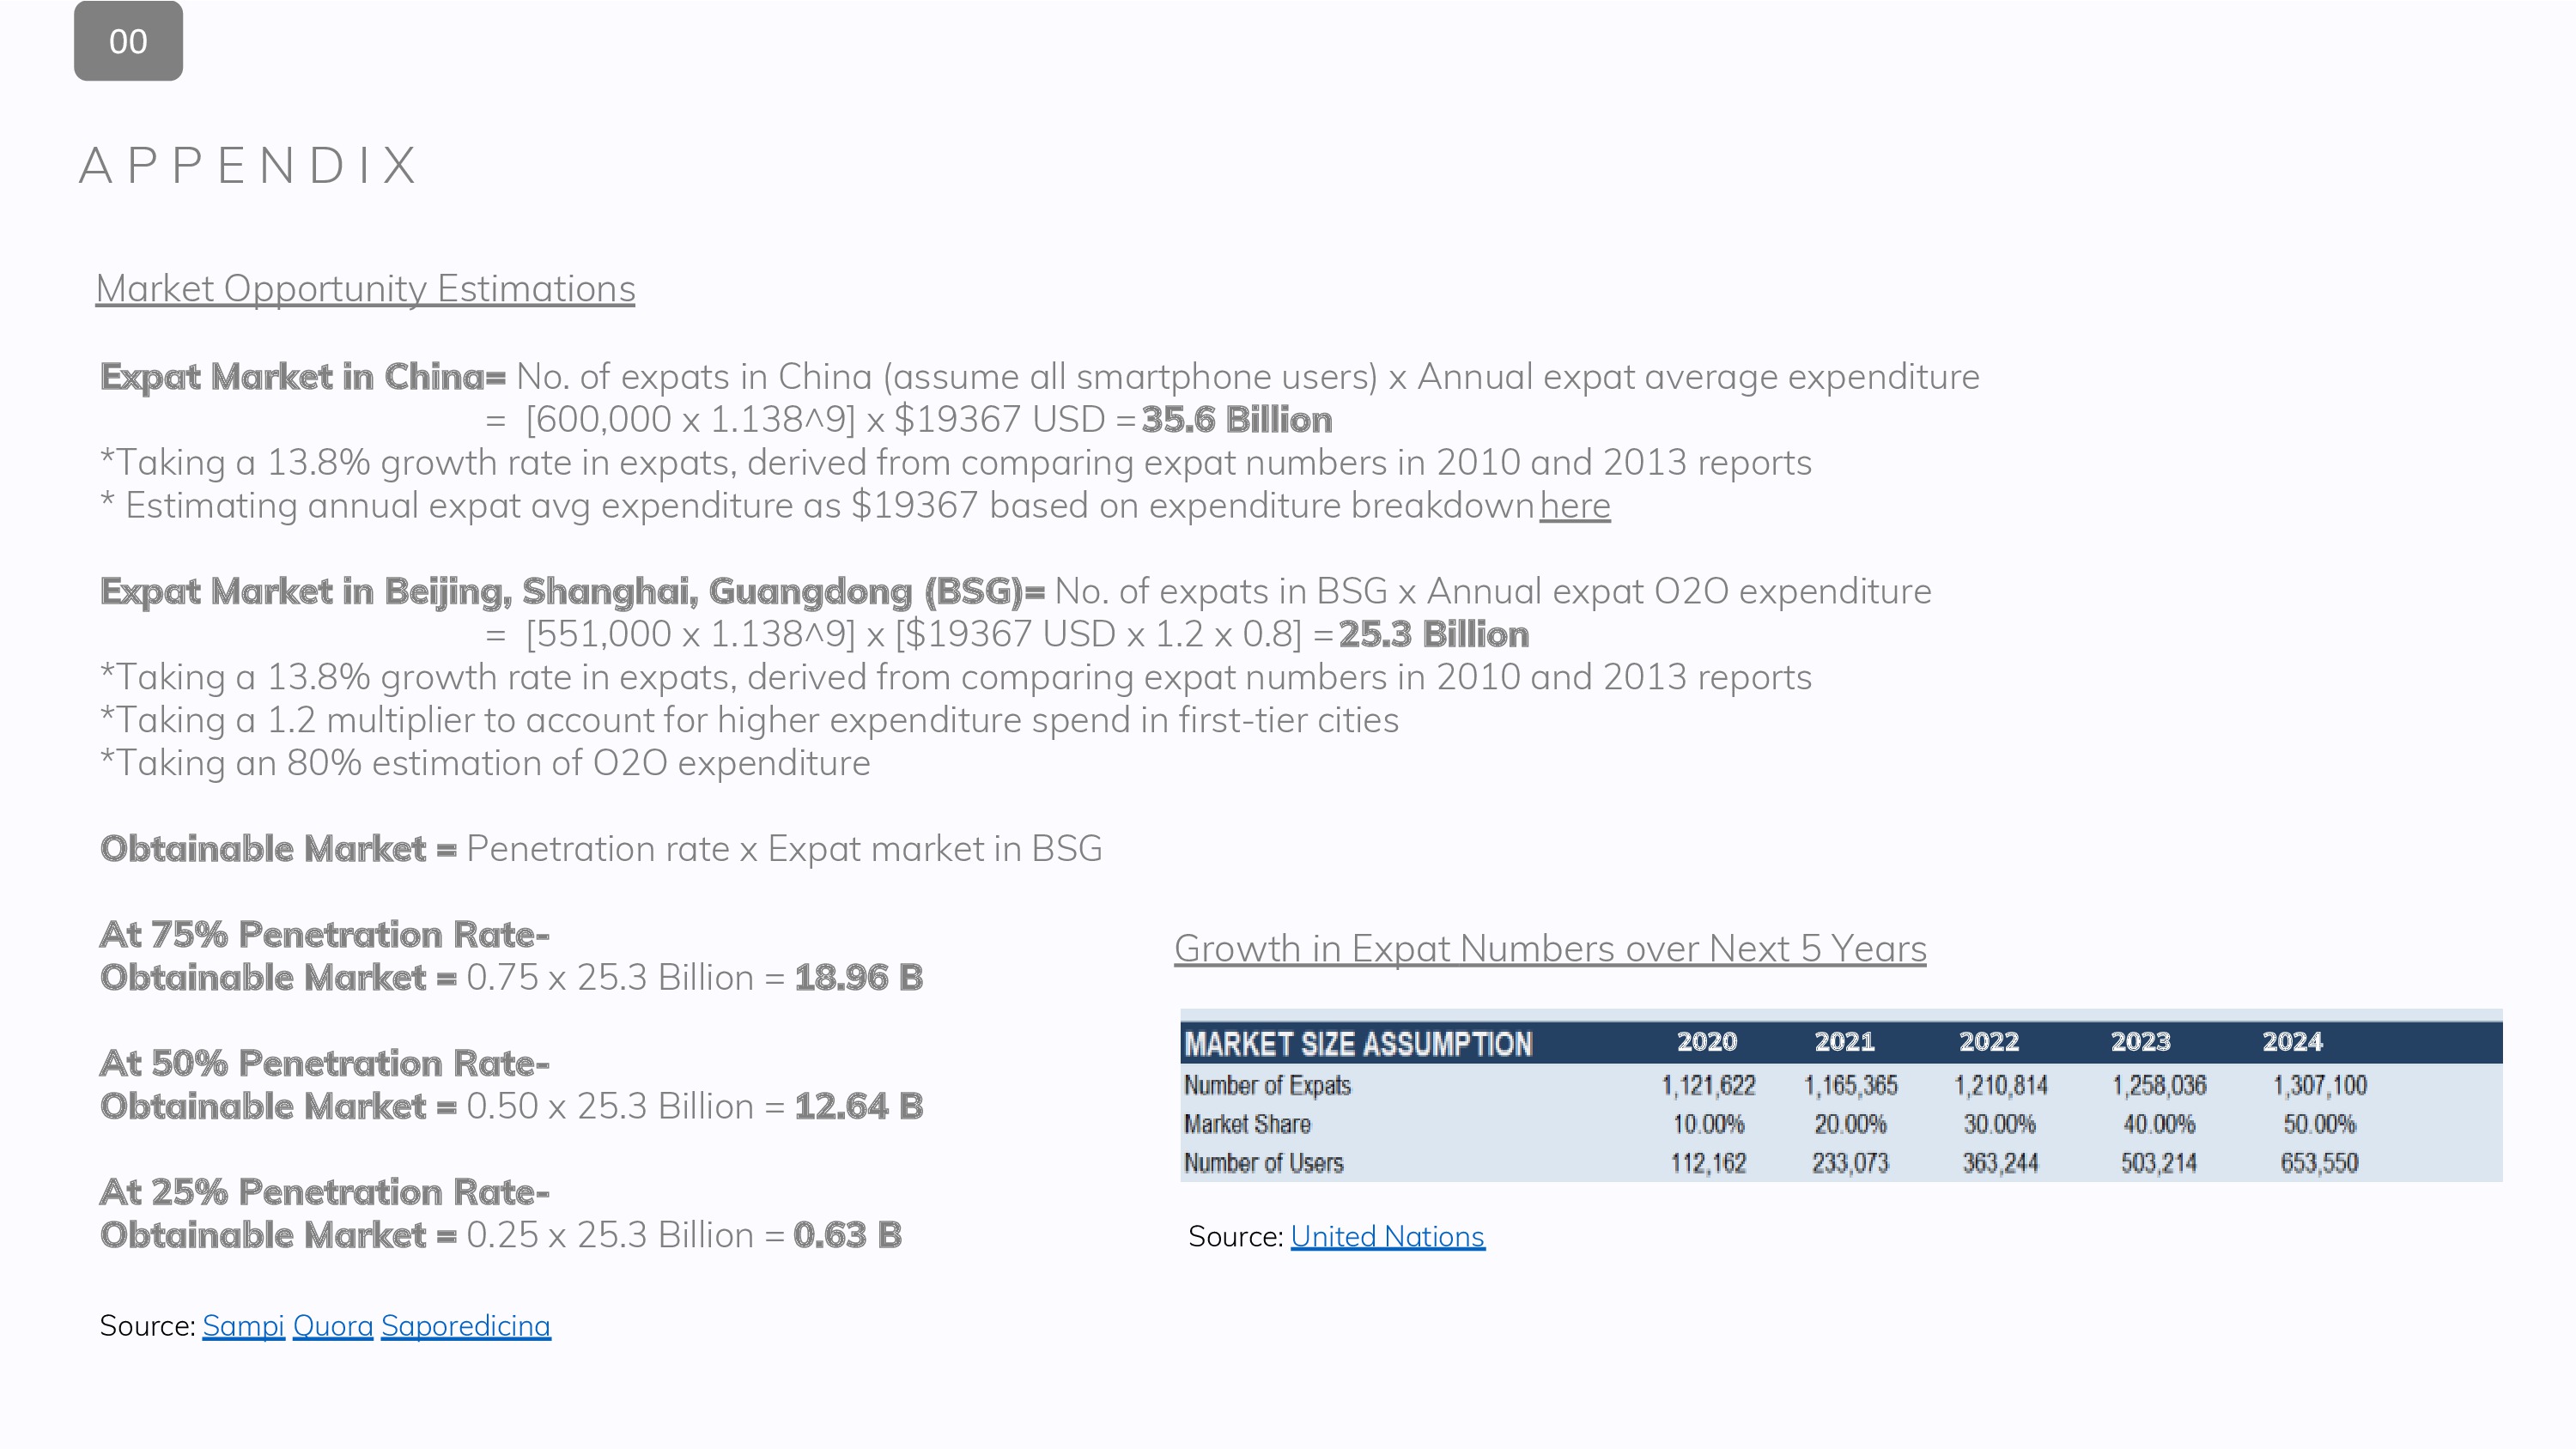 00
APPENDIX
Market Opportunity Estimations
Expat Market in China= No. of expats in China (assume all smartphone users) x Annual expat average expenditure
= [600,000 x 1.138^9] x $19367 USD = 35.6 Billion
*Taking a 13.8% growth rate in expats, derived from comparing expat numbers in 2010 and 2013 reports
* Estimating annual expat avg expenditure as $19367 based on expenditure breakdown here
Expat Market in Beijing, Shanghai, Guangdong (BSG)= No. of expats in BSG x Annual expat O2O expenditure
= [551,000 x 1.138^9] x [$19367 USD x 1.2 x 0.8] = 25.3 Billion
*Taking a 13.8% growth rate in expats, derived from comparing expat numbers in 2010 and 2013 reports
*Taking a 1.2 multiplier to account for higher expenditure spend in first-tier cities
*Taking an 80% estimation of O2O expenditure
Obtainable Market = Penetration rate x Expat market in BSG
At 75% Penetration Rate-
Obtainable Market = 0.75 x 25.3 Billion = 18.96 B
At 50% Penetration Rate-
Obtainable Market = 0.50 x 25.3 Billion = 12.64 B
At 25% Penetration Rate-
Obtainable Market = 0.25 x 25.3 Billion = 0.63 B
Source: Sampi Quora Saporedicina
Growth in Expat Numbers over Next 5 Years
MARKET SIZE ASSUMPTION 2020 2021 2022 2023 2024
Number of Expats 1,121,622 1,165,365 1,210,814 1,258,036 1,307,100
Market Share 10.00% 20.00% 30.00% 40.00% 50.00%
Number of Users 112,162 233,073 363,244 503,214 653,550
Source: United Nations